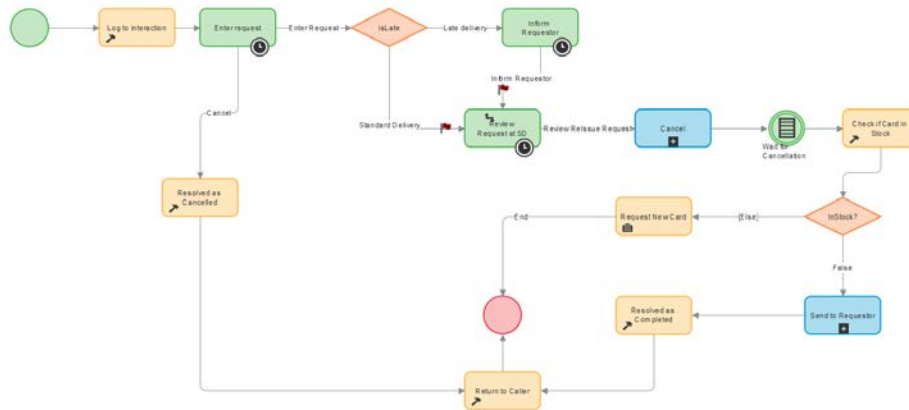 Log to interaction
Enter request
Enter Request
IsLate
Late delivery
Inform
Requestor
Inform Requestor
Cancel
Standard Delivery
Review
Request at SD
Review ReIssue Request
Cancel
Wait for
Cancellation
Check if Card In
Stock
Resolved as
Cancelled
End
Request New Card
[Else]
InStock?
False
Resolved as
Completed
Send to Requestor
Return to Caller